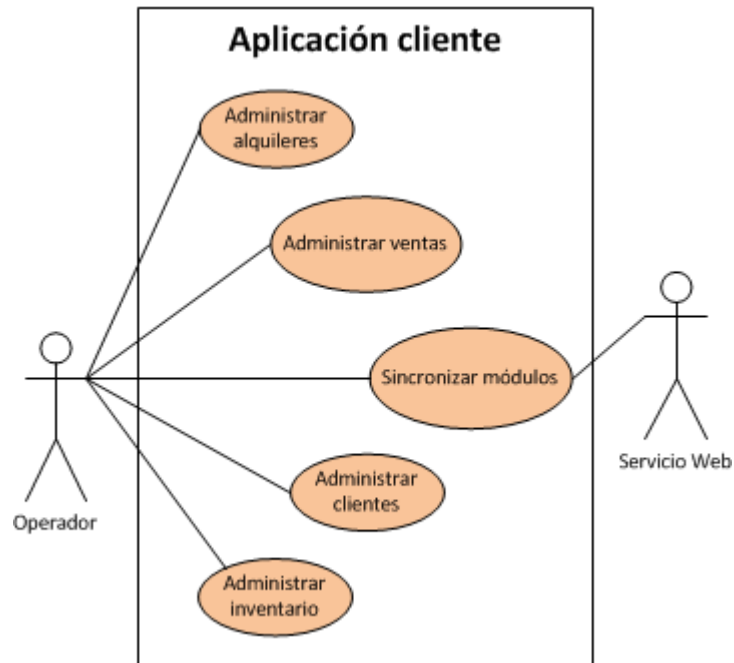 Aplicación cliente
Administrar
alquileres
Administrar ventas
Sincronizar módulos
Servicio Web
Administrar
clientes
Operador
Administrar
inventario